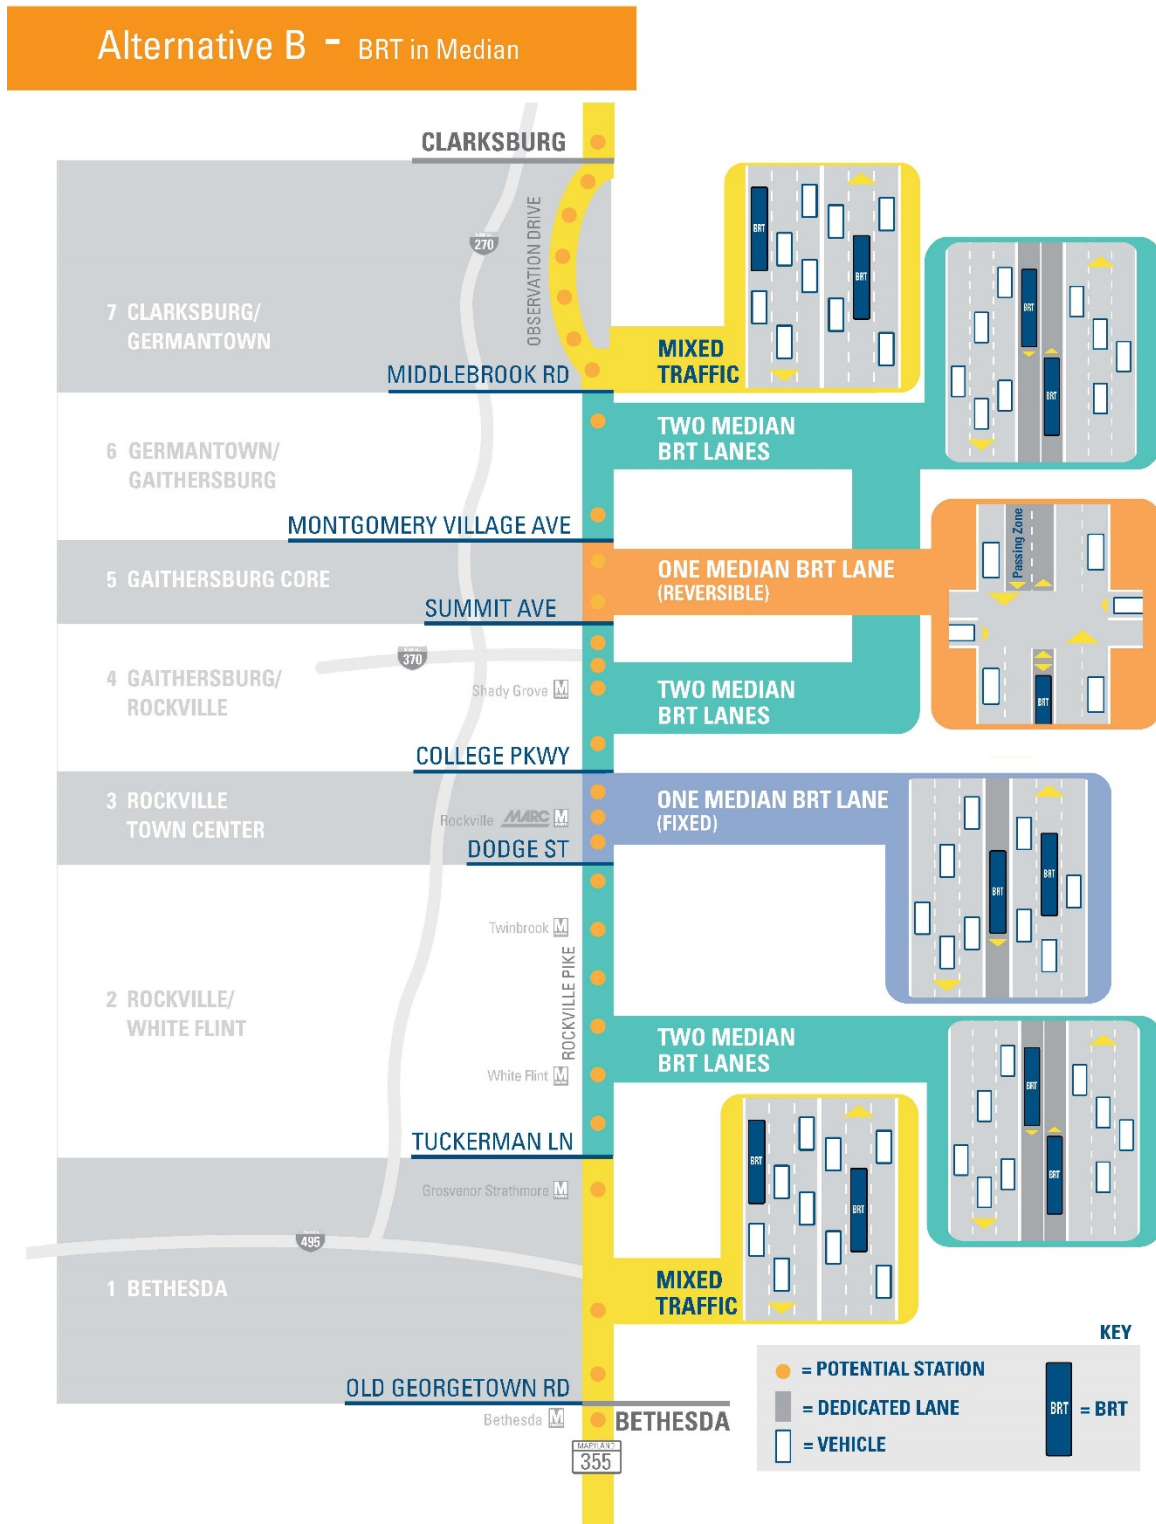 Alternative B - BRT in Median
CLARKSBURG
OBSERVATION DRIVE
270
7 CLARKSBURG/
GERMANTOWN
MIDDLEBROOK RD
MIXED
TRAFFIC
BRT
BRT
6 GERMANTOWN/
GAITHERSBURG
TWO MEDIAN
BRT LANES
BRT
BRT
MONTGOMERY VILLAGE AVE
5 GAITHERSBURG CORE
ONE MEDIAN BRT LANE
(REVERSIBLE)
Passing Zone
BRT
SUMMIT AVE
370
4 GAITHERSBURG/
ROCKVILLE
Shady Grove M
TWO MEDIAN
BRT LANES
COLLEGE PKWY
3 ROCKVILLE
TOWN CENTER
Rockville MARC M
ONE MEDIAN BRT LANE
(FIXED)
BRT
BRT
DODGE ST
Twinbrook M
ROCKVILLE PIKE
2 ROCKVILLE/
WHITE FLINT
White Flint M
TWO MEDIAN
BRT LANES
BRT
BRT
TUCKERMAN LN
Grosvenor Strathmore M
495
1 BETHESDA
MIXED
TRAFFIC
BRT
BRT
OLD GEORGETOWN RD
Bethesda M
BETHESDA
MARYLAND
355
KEY
= POTENTIAL STATION
= DEDICATED LANE
= VEHICLE
BRT = BRT